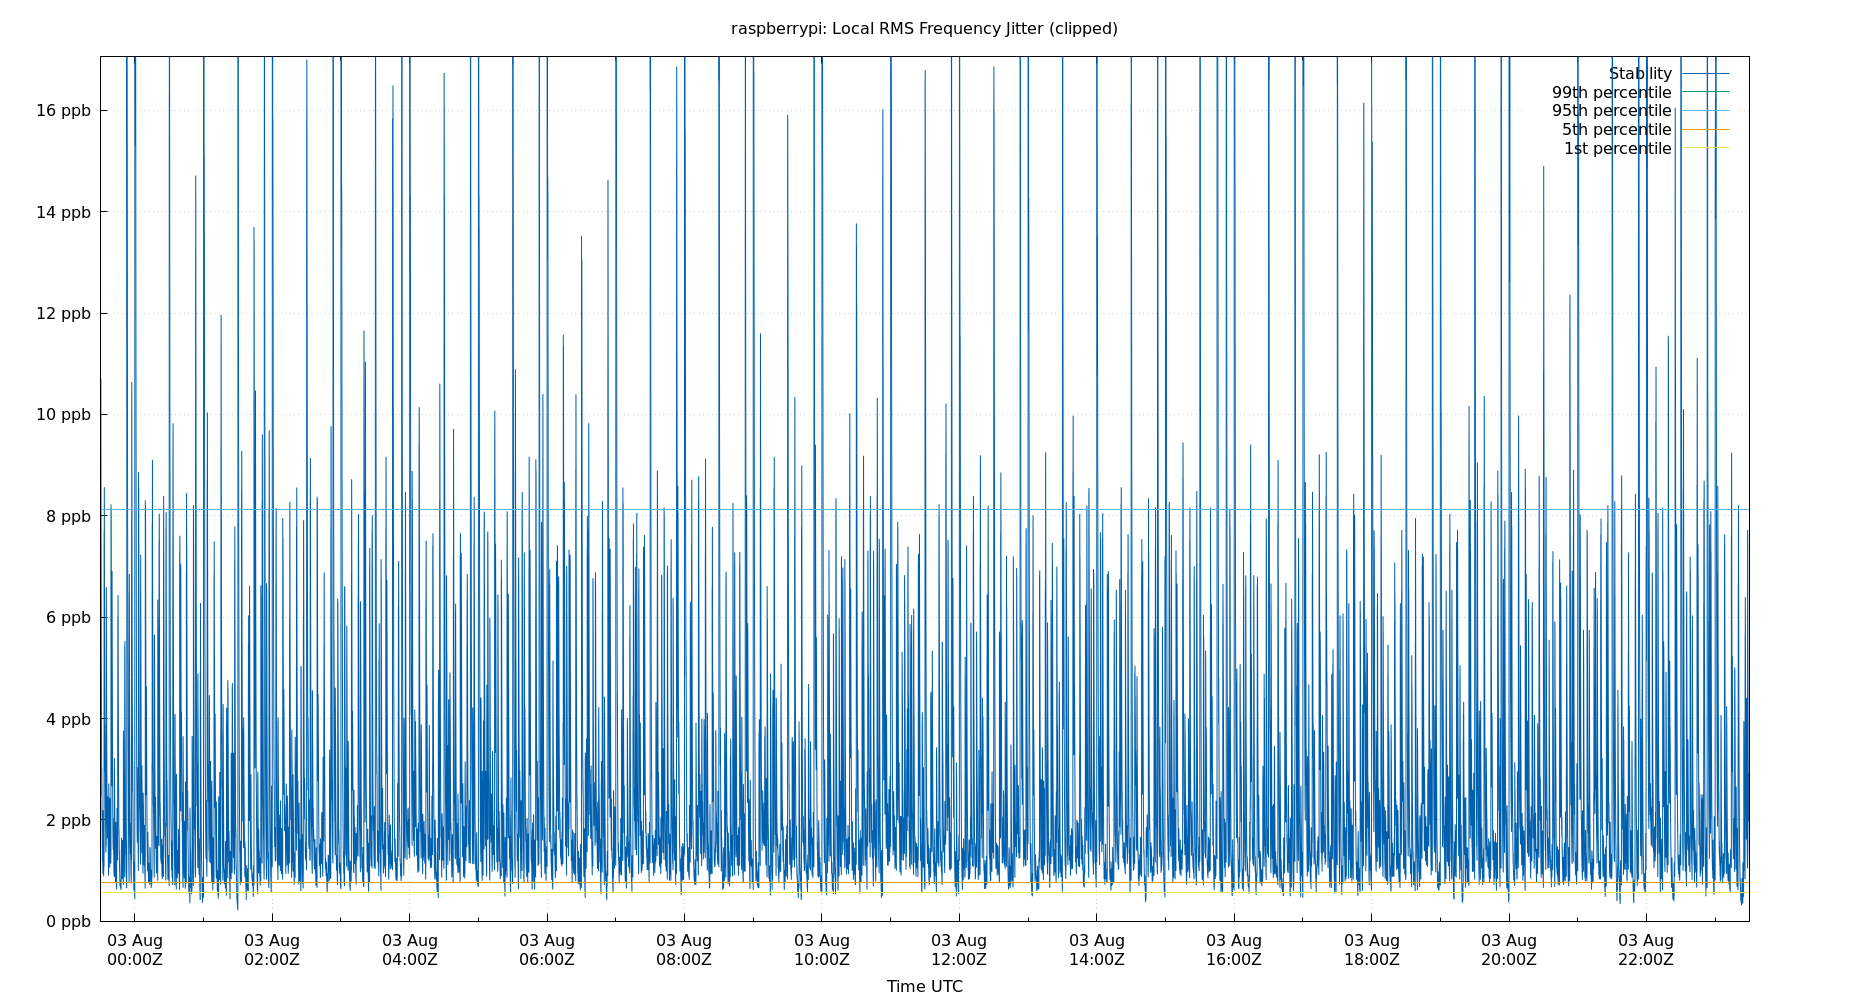 raspberrypi: Local RMS Frequency Jitter (clipped)
Stability
99th percentile
95th percentile
5th percentile
1st percentile
16 ppb
14 ppb
12 ppb
10 ppb
8 ppb
6 ppb
4 ppb
2 ppb
0 ppb
03 Aug 03 Aug 03 Aug 03 Aug 03 Aug 03 Aug 03 Aug 03 Aug 03 Aug 03 Aug 03 Aug 03 Aug
00:00Z 02:00Z 04:00Z 06:00Z 08:00Z 10:00Z 12:00Z 14:00Z 16:00Z 18:00Z 20:00Z 22:00Z
Time UTC